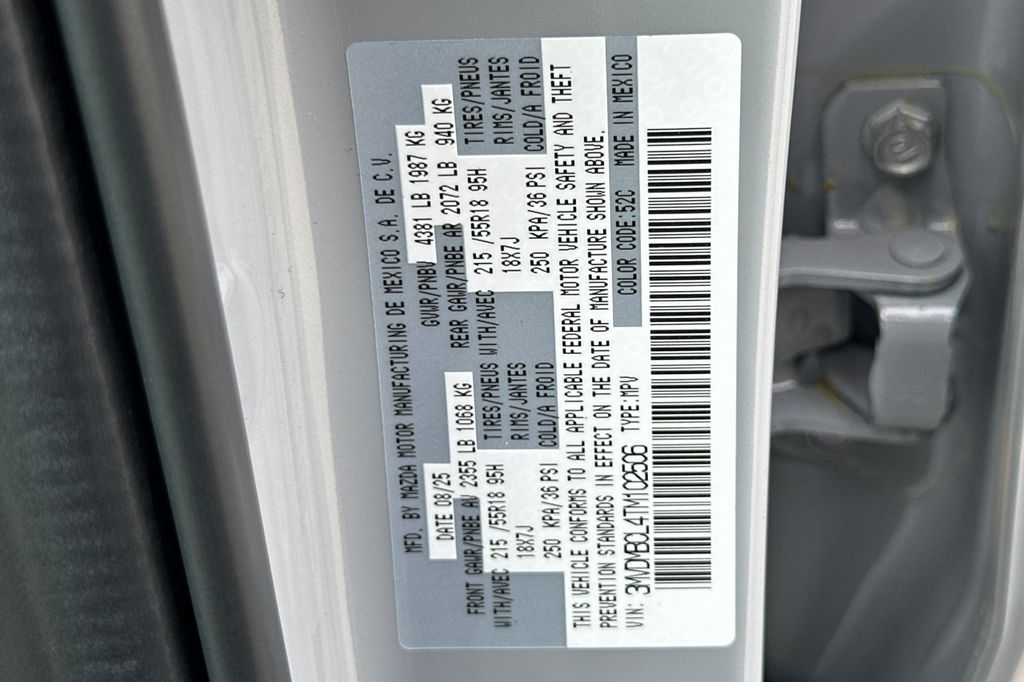 MFD. BY MAZDA MOTOR MANUFACTURING DE MEXICO S.A. DE C.V.
DATE 08/25 GVWR/PNBV 4381 LB 1987 KG
FRONT GAWR/PNBE AV 2355 LB 1068 KG REAR GAWR/PNBE AR 2072 LB 940 KG
WITH/AVEC 215 /55R18 95H TIRES/PNEUS WITH/AVEC 215 /55R18 95H TIRES/PNEUS
18X7J RIMS/JANTES 18X7J RIMS/JANTES
250 KPA/36 PSI COLD/A FROID 250 KPA/36 PSI COLD/A FROID
THIS VEHICLE CONFORMS TO ALL APPLICABLE FEDERAL MOTOR VEHICLE SAFETY AND THEFT
PREVENTION STANDARDS IN EFFECT ON THE DATE OF MANUFACTURE SHOWN ABOVE.
VIN: 3MVDMBCL4TM102506 TYPE:MPV COLOR CODE:52C MADE IN MEXICO